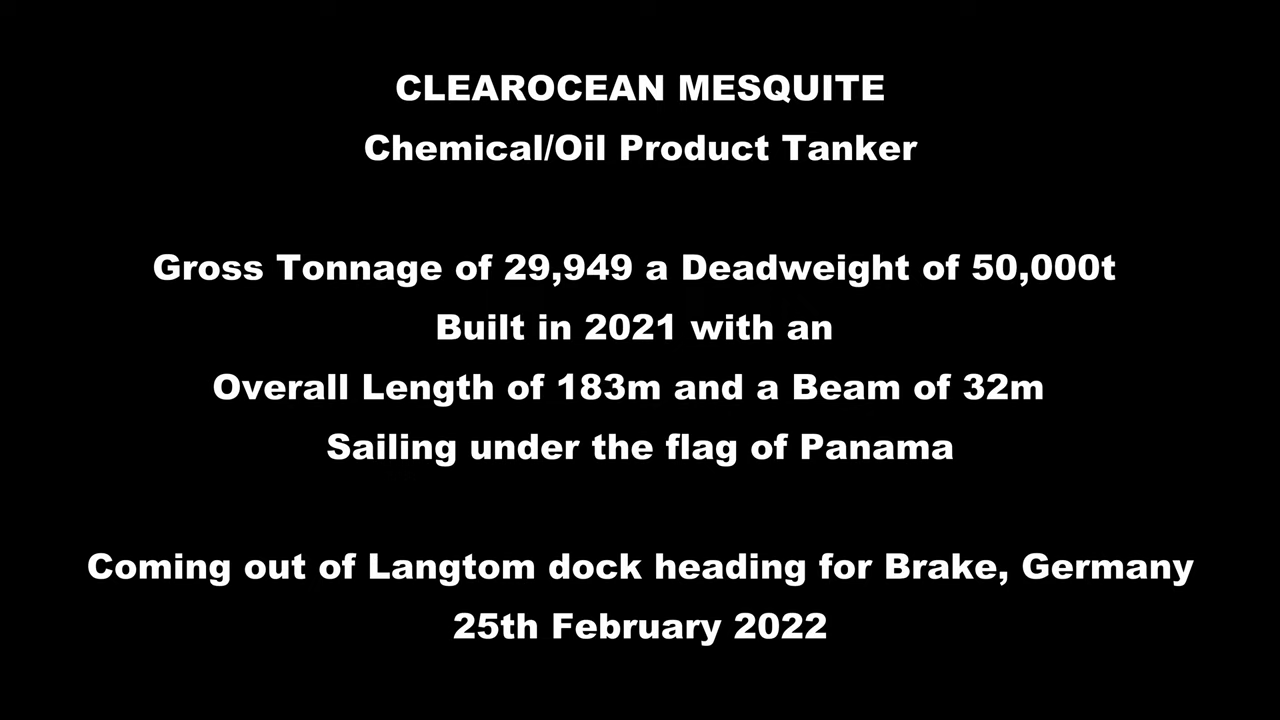 CLEAROCEAN MESQUITE
Chemical/Oil Product Tanker
Gross Tonnage of 29,949 a Deadweight of 50,000t
Built in 2021 with an
Overall Length of 183m and a Beam of 32m
Sailing under the flag of Panama
Coming out of Langtom dock heading for Brake, Germany
25th February 2022